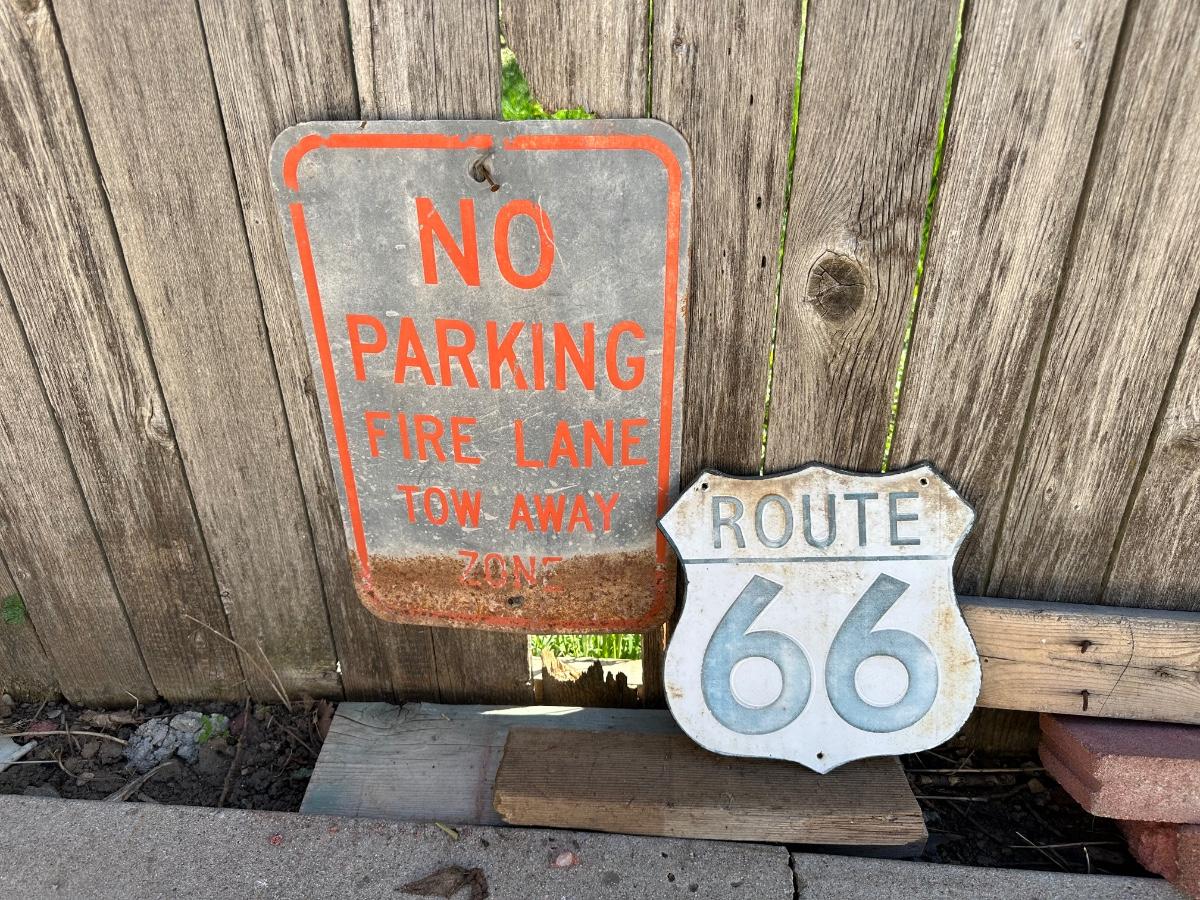 NO
PARKING
FIRE LANE
TOW AWAY
ZONE
ROUTE
66